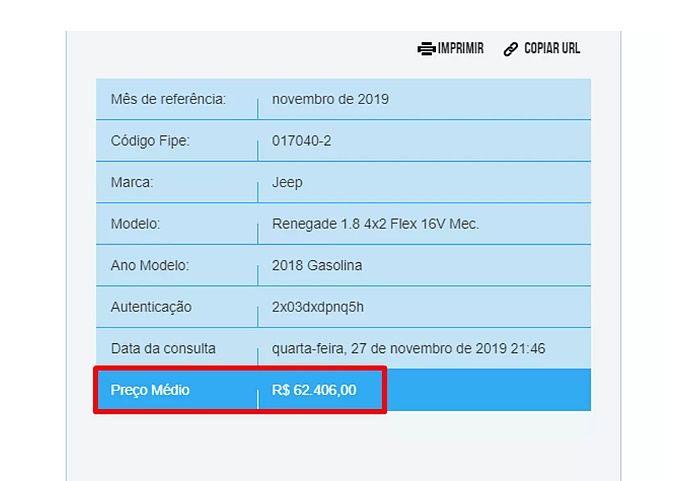 IMPRIMIR COPIAR URL
Mês de referência: novembro de 2019
Código Fipe: 017040-2
Marca: Jeep
Modelo: Renegade 1.8 4x2 Flex 16V Mec.
Ano Modelo: 2018 Gasolina
Autenticação 2x03dxdpnq5h
Data da consulta quarta-feira, 27 de novembro de 2019 21:46
Preço Médio R$ 62.406,00